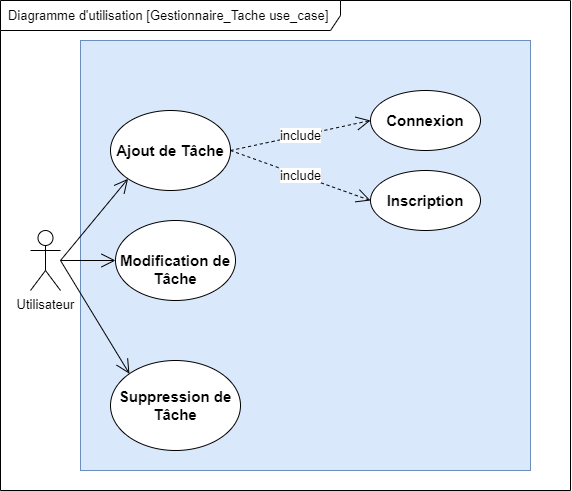 Diagramme d'utilisation [Gestionnaire_Tache use_case]
Ajout de Tâche
include
include
Connexion
Inscription
Modification de
Tâche
Utilisateur
Suppression de
Tâche